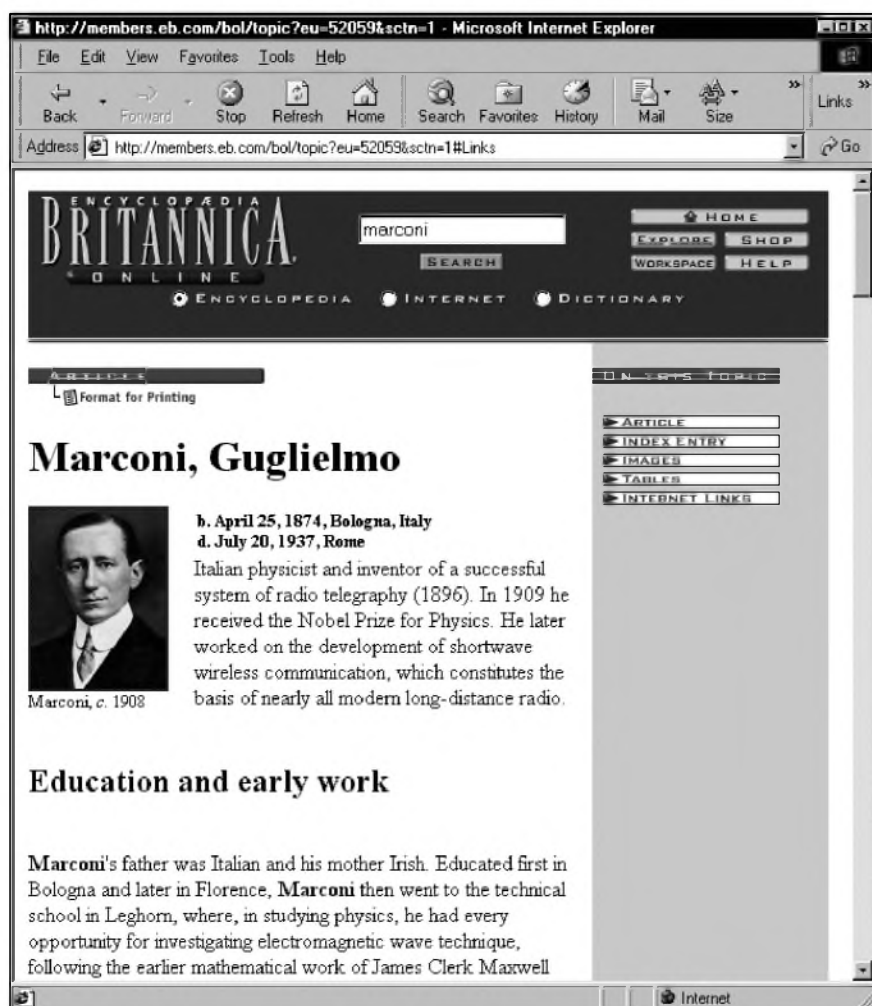 http://members.eb.com/bol/topic?eu=52059&sctn=1 - Microsoft Internet Explorer
File Edit View Favorites Tools Help
Back Forward Stop Refresh Home Search Favorites History Mail Size » Links »
Address http://members.eb.com/bol/topic?eu=52059&sctn=1#Links Go
ENCYCLOPÆDIA
BRITANNICA
ONLINE
marconi
SEARCH
HOME
EXPLORE SHOP
WORKSPACE HELP
ENCYCLOPEDIA INTERNET DICTIONARY
ARTICLE
Format for Printing
ON THIS TOPIC
ARTICLE
INDEX ENTRY
IMAGES
TABLES
INTERNET LINKS
Marconi, Guglielmo
b. April 25, 1874, Bologna, Italy
d. July 20, 1937, Rome
Italian physicist and inventor of a successful
system of radio telegraphy (1896). In 1909 he
received the Nobel Prize for Physics. He later
worked on the development of shortwave
wireless communication, which constitutes the
basis of nearly all modern long-distance radio.
Marconi, c. 1908
Education and early work
Marconi's father was Italian and his mother Irish. Educated first in
Bologna and later in Florence, Marconi then went to the technical
school in Leghorn, where, in studying physics, he had every
opportunity for investigating electromagnetic wave technique,
following the earlier mathematical work of James Clerk Maxwell
Internet